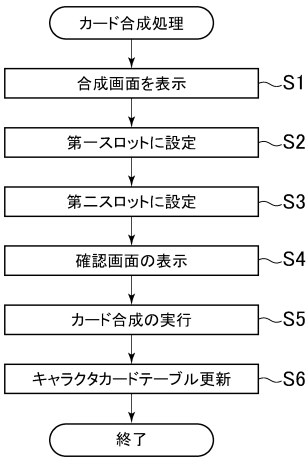 カード合成処理
合成画面を表示
S1
第一スロットに設定
S2
第二スロットに設定
S3
確認画面の表示
S4
カード合成の実行
S5
キャラクタカードテーブル更新
S6
終了